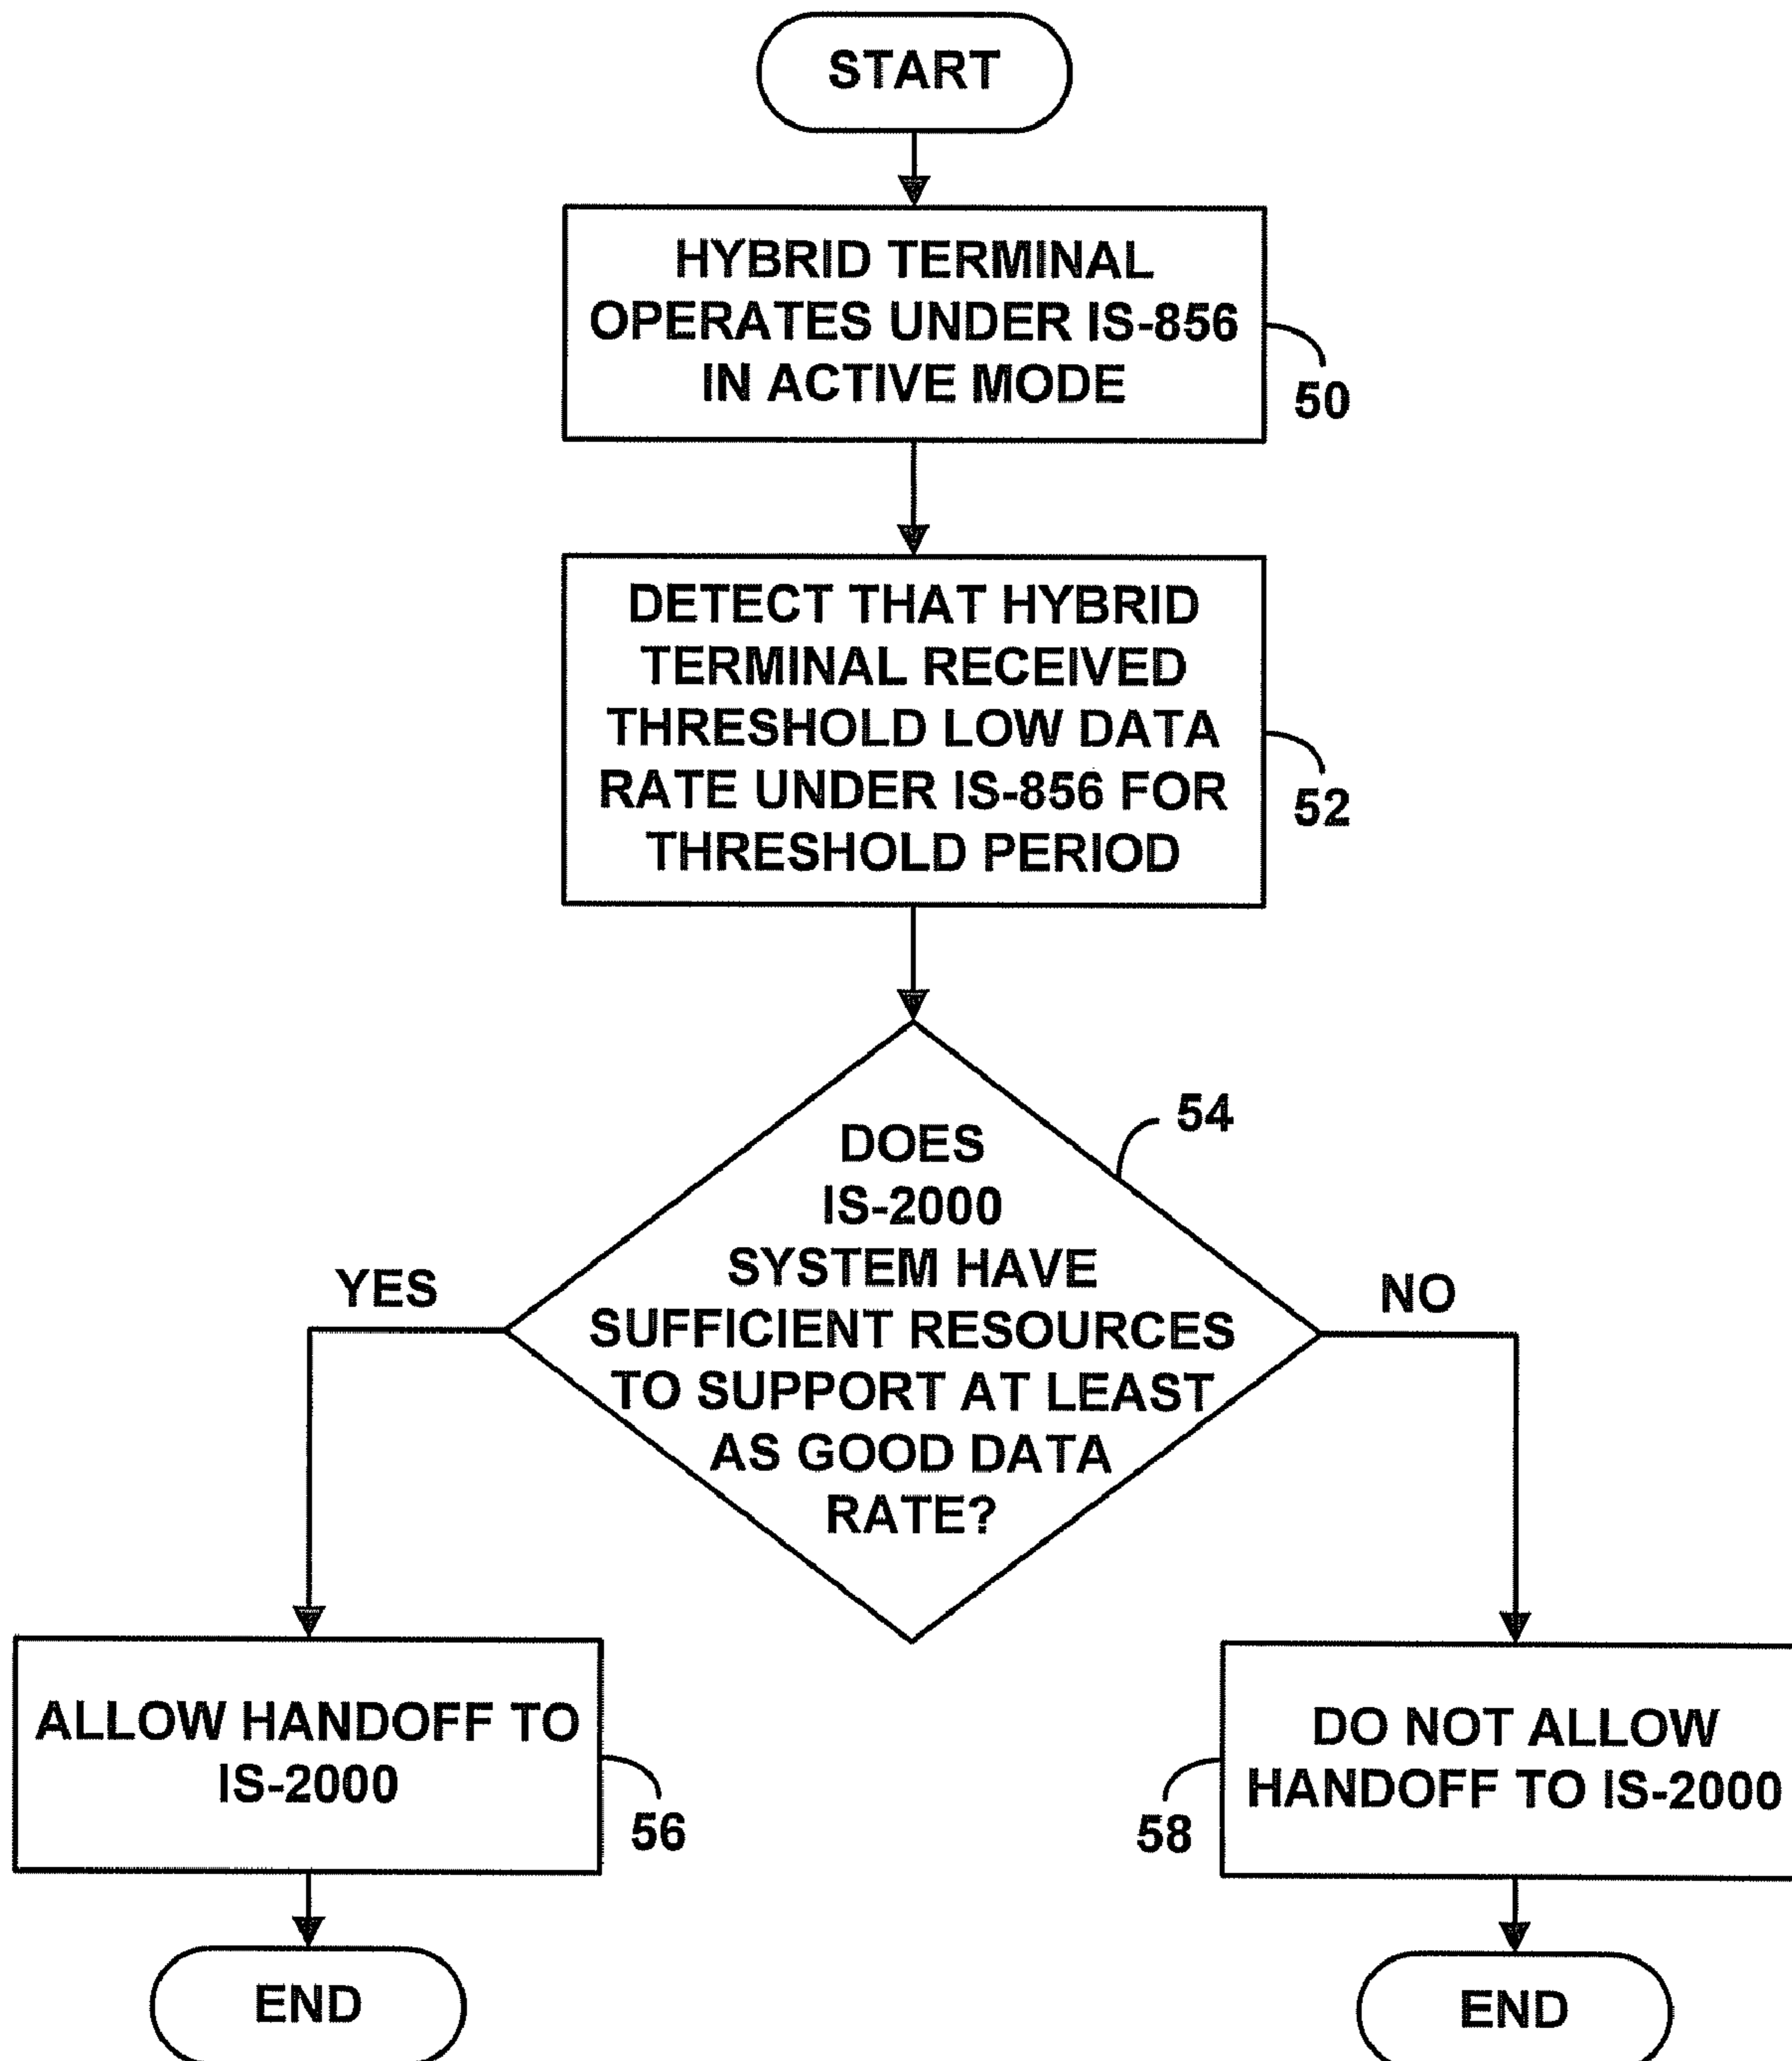 START
HYBRID TERMINAL
OPERATES UNDER IS-856
IN ACTIVE MODE
50
DETECT THAT HYBRID
TERMINAL RECEIVED
THRESHOLD LOW DATA
RATE UNDER IS-856 FOR
THRESHOLD PERIOD
52
54
DOES
IS-2000
SYSTEM HAVE
SUFFICIENT RESOURCES
TO SUPPORT AT LEAST
AS GOOD DATA
RATE?
YES
NO
ALLOW HANDOFF TO
IS-2000
56
DO NOT ALLOW
HANDOFF TO IS-2000
58
END
END